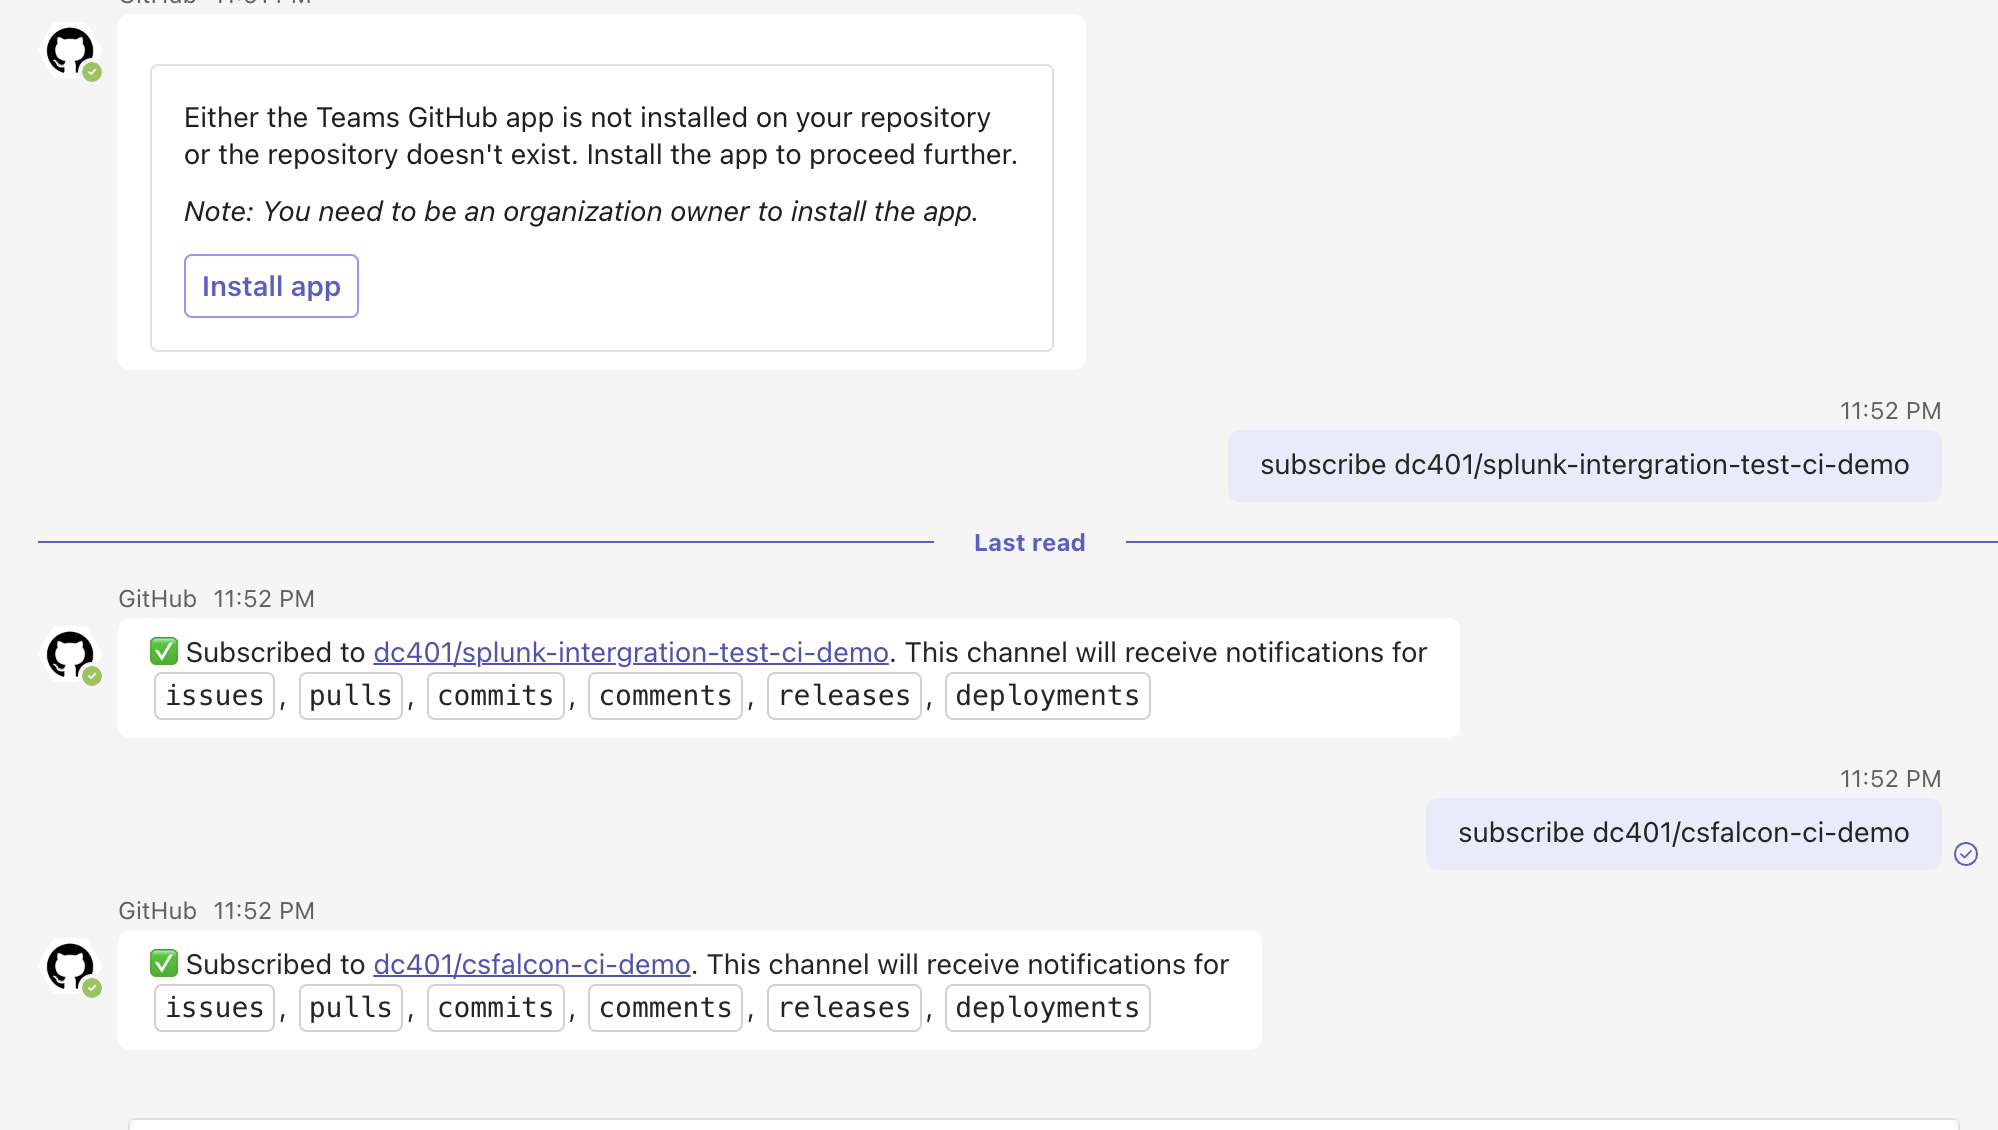 GitHub 11:51 PM
Either the Teams GitHub app is not installed on your repository
or the repository doesn't exist. Install the app to proceed further.
Note: You need to be an organization owner to install the app.
Install app
11:52 PM
subscribe dc401/splunk-intergration-test-ci-demo
Last read
GitHub 11:52 PM
✅ Subscribed to dc401/splunk-intergration-test-ci-demo. This channel will receive notifications for
issues, pulls, commits, comments, releases, deployments
11:52 PM
subscribe dc401/csfalcon-ci-demo
GitHub 11:52 PM
✅ Subscribed to dc401/csfalcon-ci-demo. This channel will receive notifications for
issues, pulls, commits, comments, releases, deployments